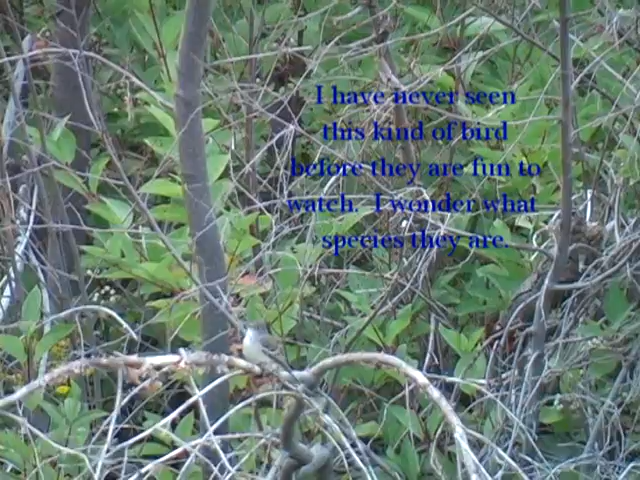 I have never seen
this kind of bird
before they are fun to
watch.  I wonder what
species they are.